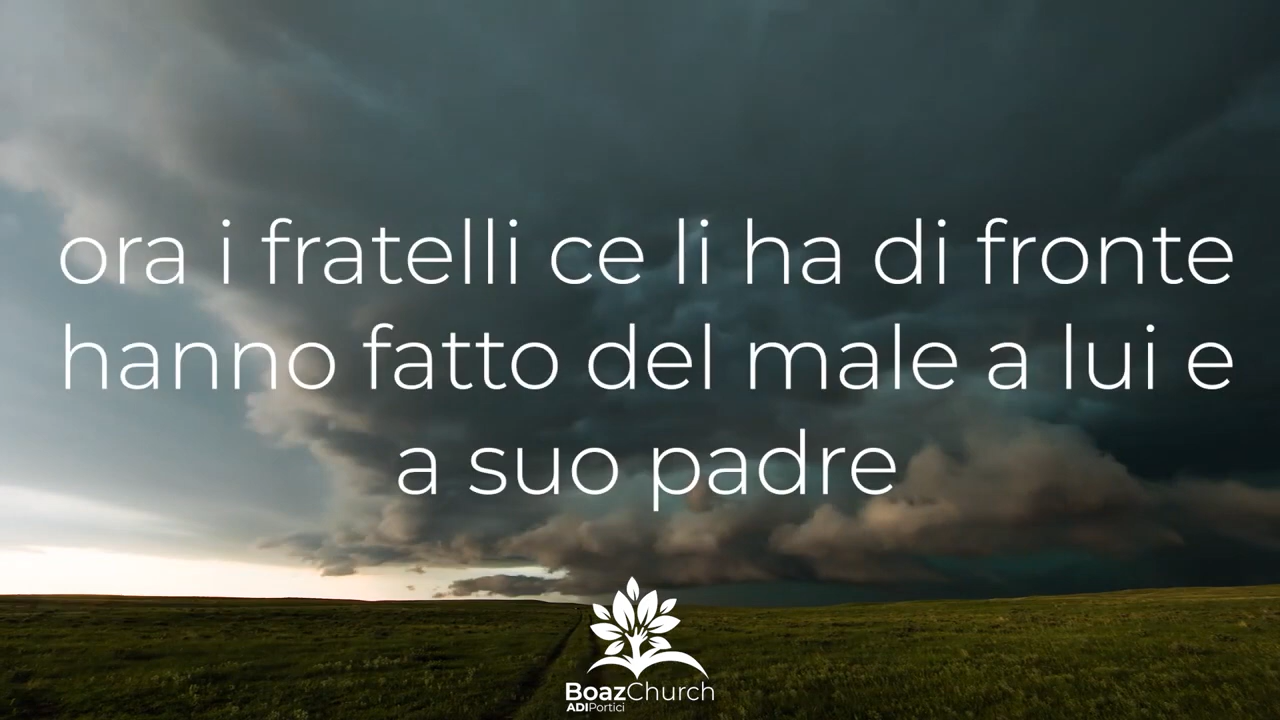 ora i fratelli ce li ha di fronte
hanno fatto del male a lui e
a suo padre
BoazChurch
ADIPortici